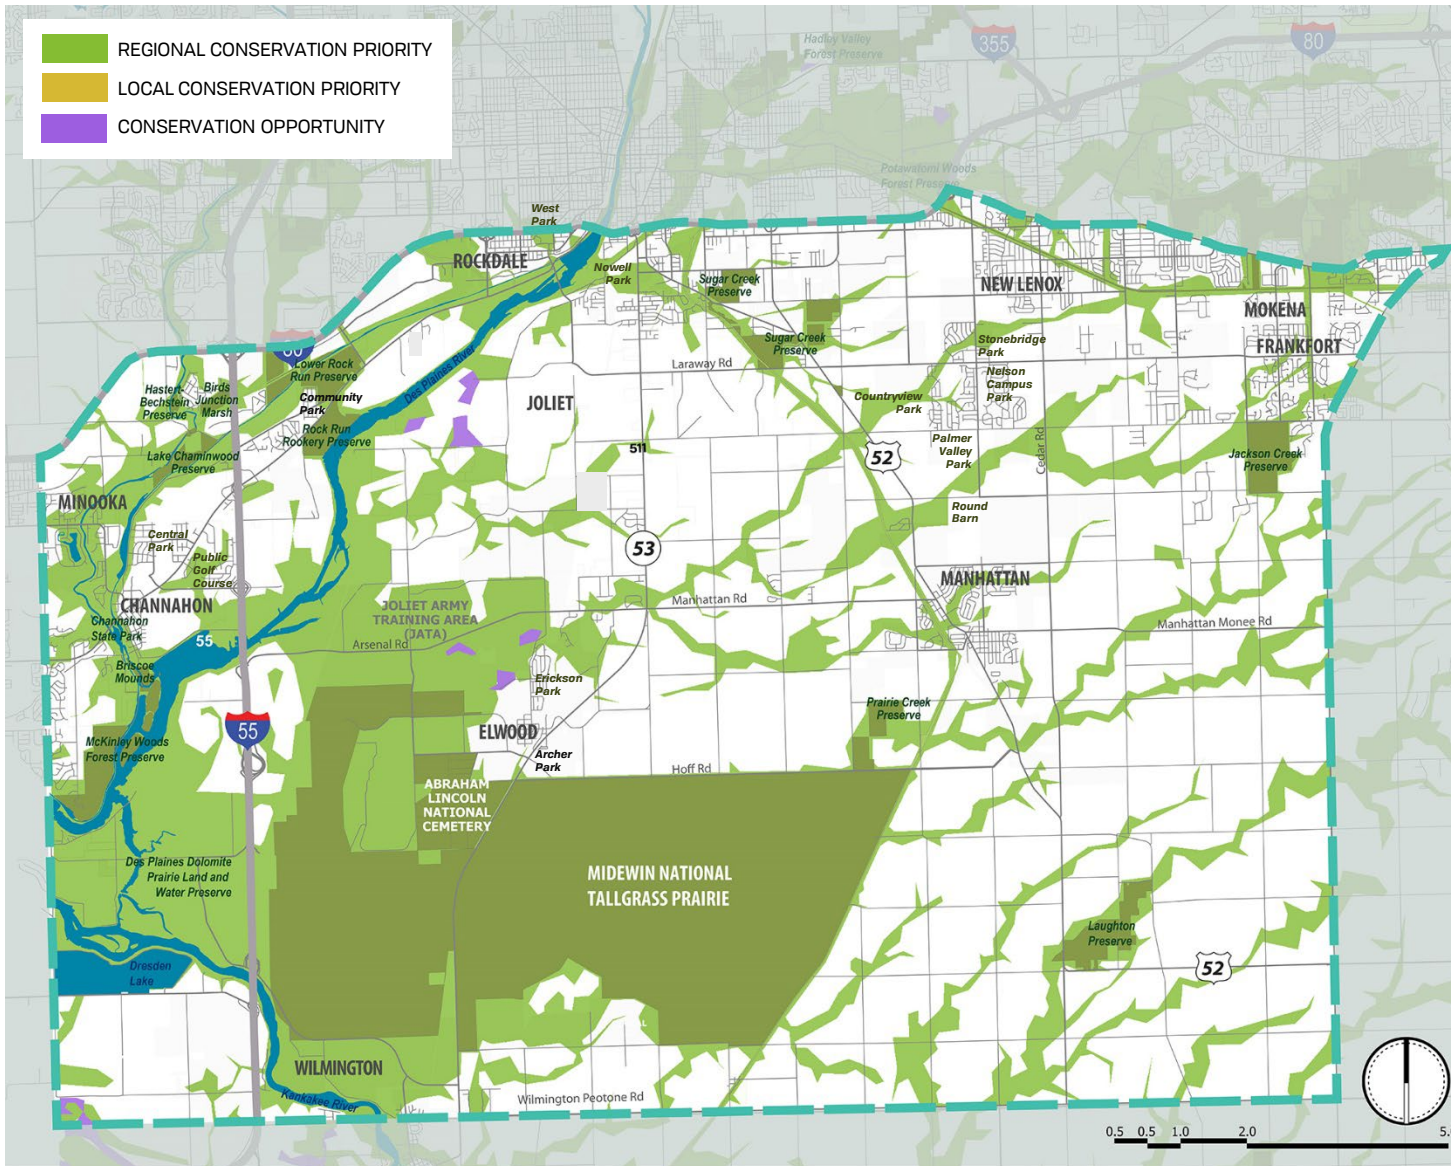 REGIONAL CONSERVATION PRIORITY
LOCAL CONSERVATION PRIORITY
CONSERVATION OPPORTUNITY
Hadley Valley
Forest Preserve
355
80
Potawatomi Woods
Forest Preserve
West
Park
ROCKDALE
Nowell
Park
Sugar Creek
Preserve
NEW LENOX
MOKENA
FRANKFORT
Sugar Creek
Preserve
Stonebridge
Park
Laraway Rd
Nelson
Campus
Park
Lower Rock
Run Preserve
Des Plaines River
Hastert-
Bechstein
Preserve
Birds
Junction
Marsh
Community
Park
JOLIET
Countryview
Park
Rock Run
Rookery Preserve
511
52
Palmer
Valley
Park
Cedar Rd
Jackson Creek
Preserve
Lake Chaminwood
Preserve
MINOOKA
Round
Barn
Central
Park
Public
Golf
Course
53
MANHATTAN
CHANNAHON
JOLIET ARMY
TRAINING AREA
(JATA)
Manhattan Rd
Manhattan Monee Rd
Channahon
State Park
55
Arsenal Rd
Briscoe
Mounds
Erickson
Park
Prairie Creek
Preserve
55
ELWOOD
McKinley Woods
Forest Preserve
Archer
Park
Hoff Rd
ABRAHAM
LINCOLN
NATIONAL
CEMETERY
Des Plaines Dolomite
Prairie Land and
Water Preserve
MIDEWIN NATIONAL
TALLGRASS PRAIRIE
Laughton
Preserve
52
Dresden
Lake
WILMINGTON
Kankakee River
Wilmington Peotone Rd
0.5 0.5 1.0 2.0 5.